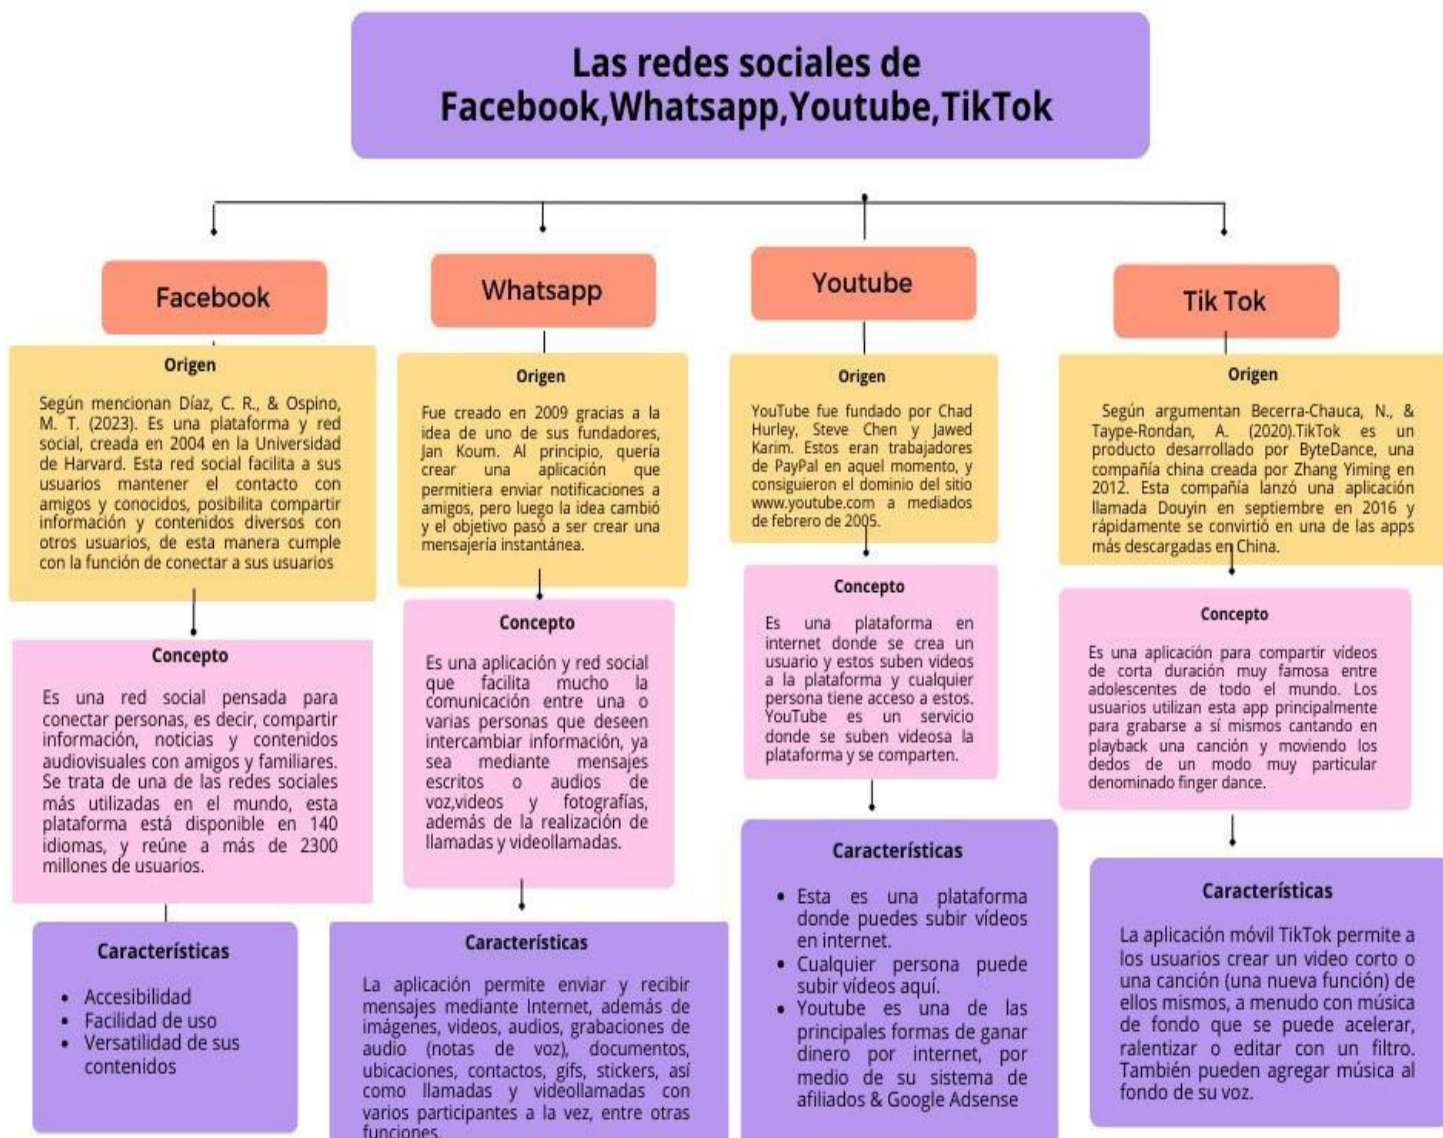 Las redes sociales de
Facebook,Whatsapp,Youtube,TikTok
Facebook
Origen
Según mencionan Díaz, C. R., & Ospino,
M. T. (2023). Es una plataforma y red
social, creada en 2004 en la Universidad
de Harvard. Esta red social facilita a sus
usuarios mantener el contacto con
amigos y conocidos, posibilita compartir
información y contenidos diversos con
otros usuarios, de esta manera cumple
con la función de conectar a sus usuarios
Concepto
Es una red social pensada para
conectar personas, es decir, compartir
información, noticias y contenidos
audiovisuales con amigos y familiares.
Se trata de una de las redes sociales
más utilizadas en el mundo, esta
plataforma está disponible en 140
idiomas, y reúne a más de 2300
millones de usuarios.
Características
• Accesibilidad
• Facilidad de uso
• Versatilidad de sus
contenidos
Whatsapp
Origen
Fue creado en 2009 gracias a la
idea de uno de sus fundadores,
Jan Koum. Al principio, quería
crear una aplicación que
permitiera enviar notificaciones a
amigos, pero luego la idea cambió
y el objetivo pasó a ser crear una
mensajería instantánea.
Concepto
Es una aplicación y red social
que facilita mucho la
comunicación entre una o
varias personas que deseen
intercambiar información, ya
sea mediante mensajes
escritos o audios de
voz,videos y fotografías,
además de la realización de
llamadas y videollamadas.
Características
La aplicación permite enviar y recibir
mensajes mediante Internet, además de
imágenes, videos, audios, grabaciones de
audio (notas de voz), documentos,
ubicaciones, contactos, gifs, stickers, así
como llamadas y videollamadas con
varios participantes a la vez, entre otras
funciones.
Youtube
Origen
YouTube fue fundado por Chad
Hurley, Steve Chen y Jawed
Karim. Estos eran trabajadores
de PayPal en aquel momento, y
consiguieron el dominio del sitio
www.youtube.com a mediados
de febrero de 2005.
Concepto
Es una plataforma en
internet donde se crea un
usuario y estos suben videos
a la plataforma y cualquier
persona tiene acceso a estos.
YouTube es un servicio
donde se suben videosa la
plataforma y se comparten.
Características
• Esta es una plataforma
donde puedes subir vídeos
en internet.
• Cualquier persona puede
subir vídeos aquí.
• Youtube es una de las
principales formas de ganar
dinero por internet, por
medio de su sistema de
afiliados & Google Adsense
Tik Tok
Origen
Según argumentan Becerra-Chauca, N., &
Taype-Rondan, A. (2020).TikTok es un
producto desarrollado por ByteDance, una
compañía china creada por Zhang Yiming en
2012. Esta compañía lanzó una aplicación
llamada Douyin en septiembre en 2016 y
rápidamente se convirtió en una de las apps
más descargadas en China.
Concepto
Es una aplicación para compartir vídeos
de corta duración muy famosa entre
adolescentes de todo el mundo. Los
usuarios utilizan esta app principalmente
para grabarse a sí mismos cantando en
playback una canción y moviendo los
dedos de un modo muy particular
denominado finger dance.
Características
La aplicación móvil TikTok permite a
los usuarios crear un video corto o
una canción (una nueva función) de
ellos mismos, a menudo con música
de fondo que se puede acelerar,
ralentizar o editar con un filtro.
También pueden agregar música al
fondo de su voz.